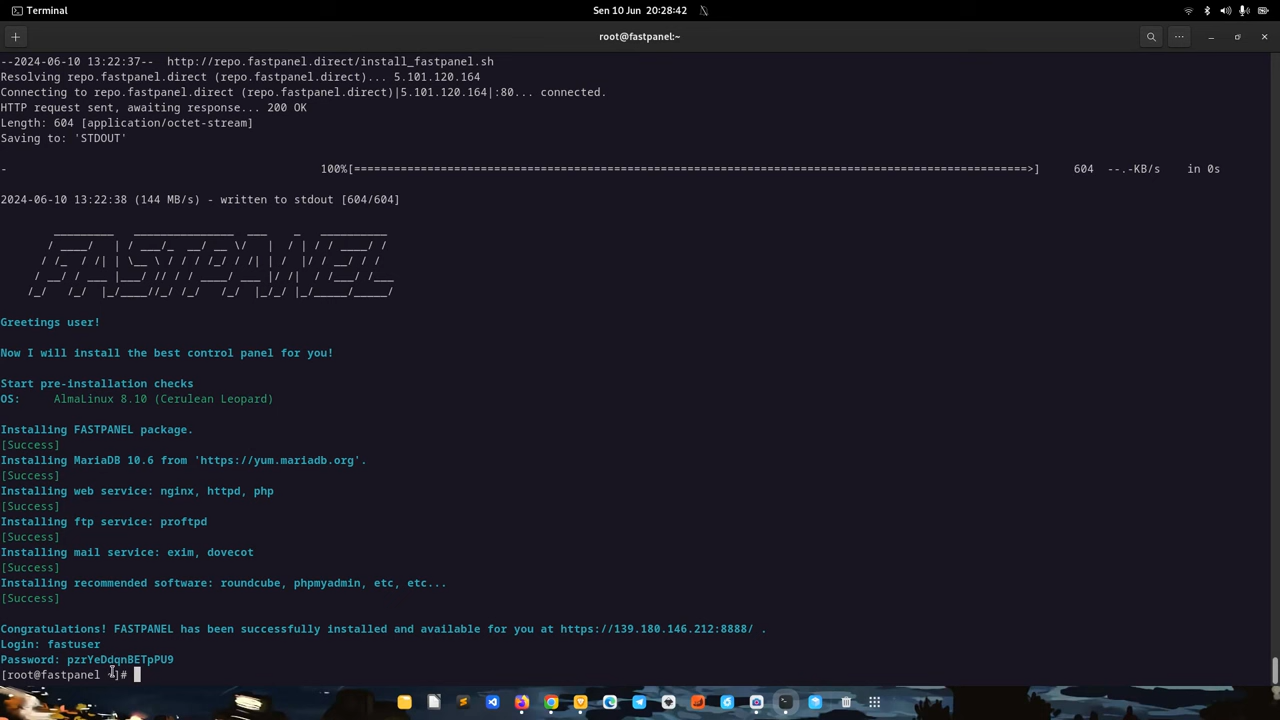 Terminal
Sen 10 Jun 20:28:42
root@fastpanel:~
--2024-06-10 13:22:37--  http://repo.fastpanel.direct/install_fastpanel.sh
Resolving repo.fastpanel.direct (repo.fastpanel.direct)... 5.101.120.164
Connecting to repo.fastpanel.direct (repo.fastpanel.direct)|5.101.120.164|:80... connected.
HTTP request sent, awaiting response... 200 OK
Length: 604 [application/octet-stream]
Saving to: 'STDOUT'
-                    100%[=====================================================================================================>]     604  --.-KB/s    in 0s
2024-06-10 13:22:38 (144 MB/s) - written to stdout [604/604]
FASTPANEL
Greetings user!
Now I will install the best control panel for you!
Start pre-installation checks
OS:     AlmaLinux 8.10 (Cerulean Leopard)
Installing FASTPANEL package.
[Success]
Installing MariaDB 10.6 from 'https://yum.mariadb.org'.
[Success]
Installing web service: nginx, httpd, php
[Success]
Installing ftp service: proftpd
[Success]
Installing mail service: exim, dovecot
[Success]
Installing recommended software: roundcube, phpmyadmin, etc, etc...
[Success]
Congratulations! FASTPANEL has been successfully installed and available for you at https://139.180.146.212:8888/ .
Login: fastuser
Password: pzrYeDdqnBETpPU9
[root@fastpanel ~]#